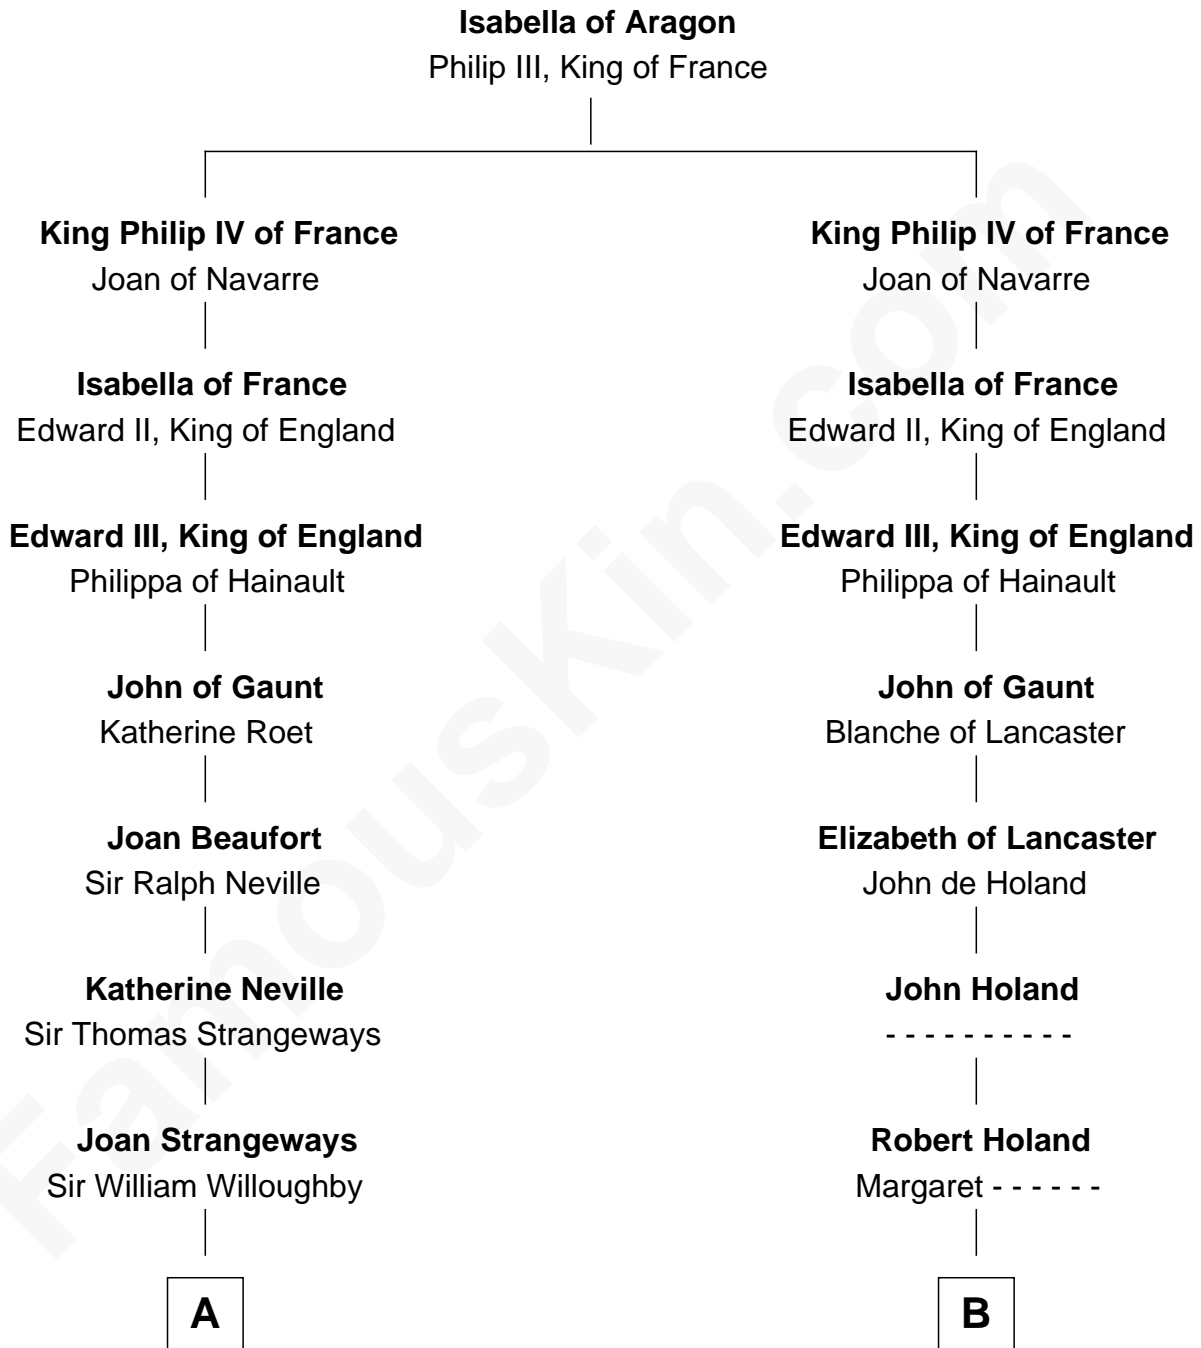 Isabella of Aragon
Philip III, King of France
King Philip IV of France
Joan of Navarre
Isabella of France
Edward II, King of England
Edward III, King of England
Philippa of Hainault
John of Gaunt
Katherine Roet
Joan Beaufort
Sir Ralph Neville
Katherine Neville
Sir Thomas Strangeways
Joan Strangeways
Sir William Willoughby
A
King Philip IV of France
Joan of Navarre
Isabella of France
Edward II, King of England
Edward III, King of England
Philippa of Hainault
John of Gaunt
Blanche of Lancaster
Elizabeth of Lancaster
John de Holand
John Holand
- - - - - - - - - -
Robert Holand
Margaret - - - - - -
B
FamousKin.com